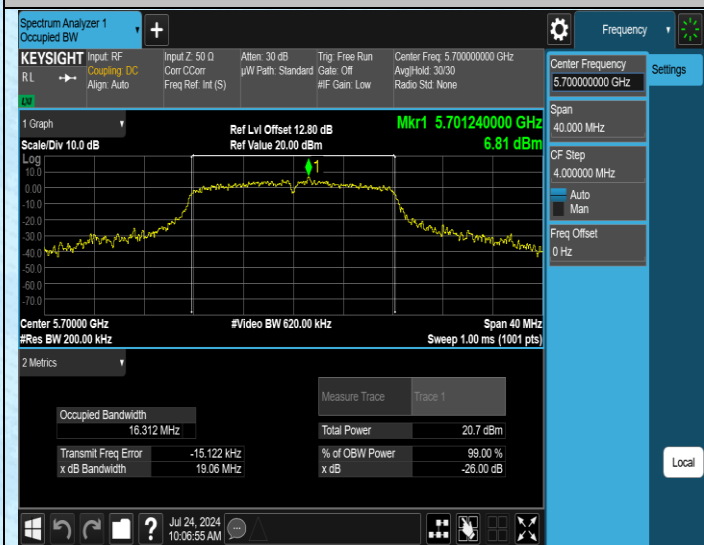 Spectrum Analyzer 1
Occupied BW
+
Frequency
KEYSIGHT
RL
Input: RF
Coupling: DC
Align: Auto
Input Z: 50 Ω
Corr CCorr
Freq Ref: Int (S)
Atten: 30 dB
µW Path: Standard
Trig: Free Run
Gate: Off
#IF Gain: Low
Center Freq: 5.700000000 GHz
Avg|Hold: 30/30
Radio Std: None
1 Graph
Scale/Div 10.0 dB
Ref Lvl Offset 12.80 dB
Ref Value 20.00 dBm
Mkr1 5.701240000 GHz
6.81 dBm
Log
10.0
0.00
-10.0
-20.0
-30.0
-40.0
-50.0
-60.0
-70.0
1
Center 5.70000 GHz
#Video BW 620.00 kHz
Span 40 MHz
#Res BW 200.00 kHz
Sweep 1.00 ms (1001 pts)
2 Metrics
Measure Trace
Trace 1
Occupied Bandwidth
16.312 MHz
Total Power
20.7 dBm
Transmit Freq Error
-15.122 kHz
% of OBW Power
99.00 %
x dB Bandwidth
19.06 MHz
x dB
-26.00 dB
Center Frequency
5.700000000 GHz
Settings
Span
40.000 MHz
CF Step
4.000000 MHz
Auto
Man
Freq Offset
0 Hz
Local
?
Jul 24, 2024
10:06:55 AM